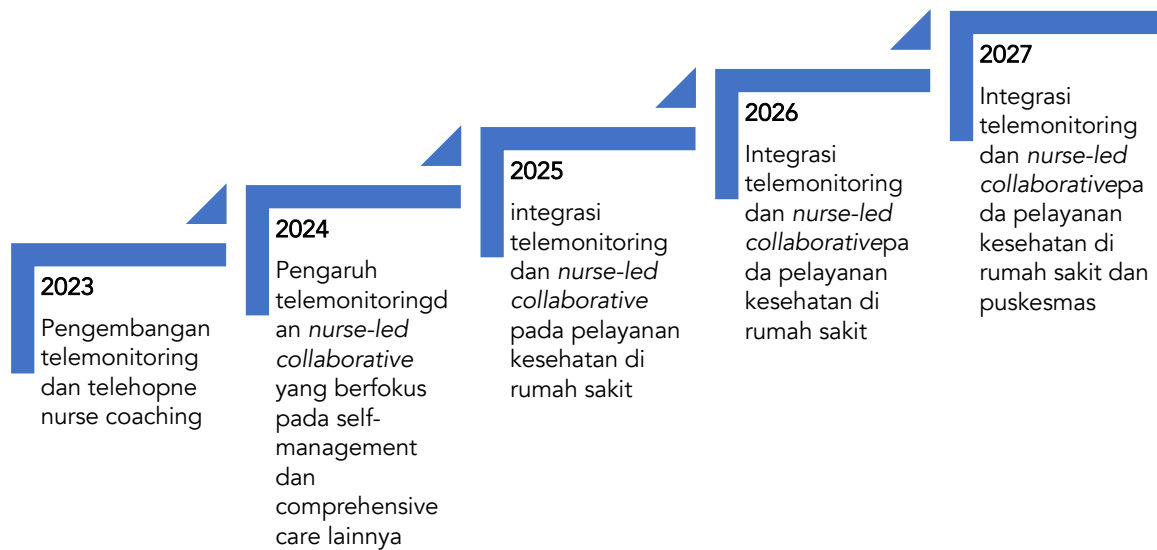 2023
Pengembangan
telemonitoring
dan telehopne
nurse coaching
2024
Pengaruh
telemonitoringd
an nurse-led
collaborative
yang berfokus
pada self-
management
dan
comprehensive
care lainnya
2025
integrasi
telemonitoring
dan nurse-led
collaborative
pada pelayanan
kesehatan di
rumah sakit
2026
Integrasi
telemonitoring
dan nurse-led
collaborativepa
da pelayanan
kesehatan di
rumah sakit
2027
Integrasi
telemonitoring
dan nurse-led
collaborativepa
da pelayanan
kesehatan di
rumah sakit dan
puskesmas